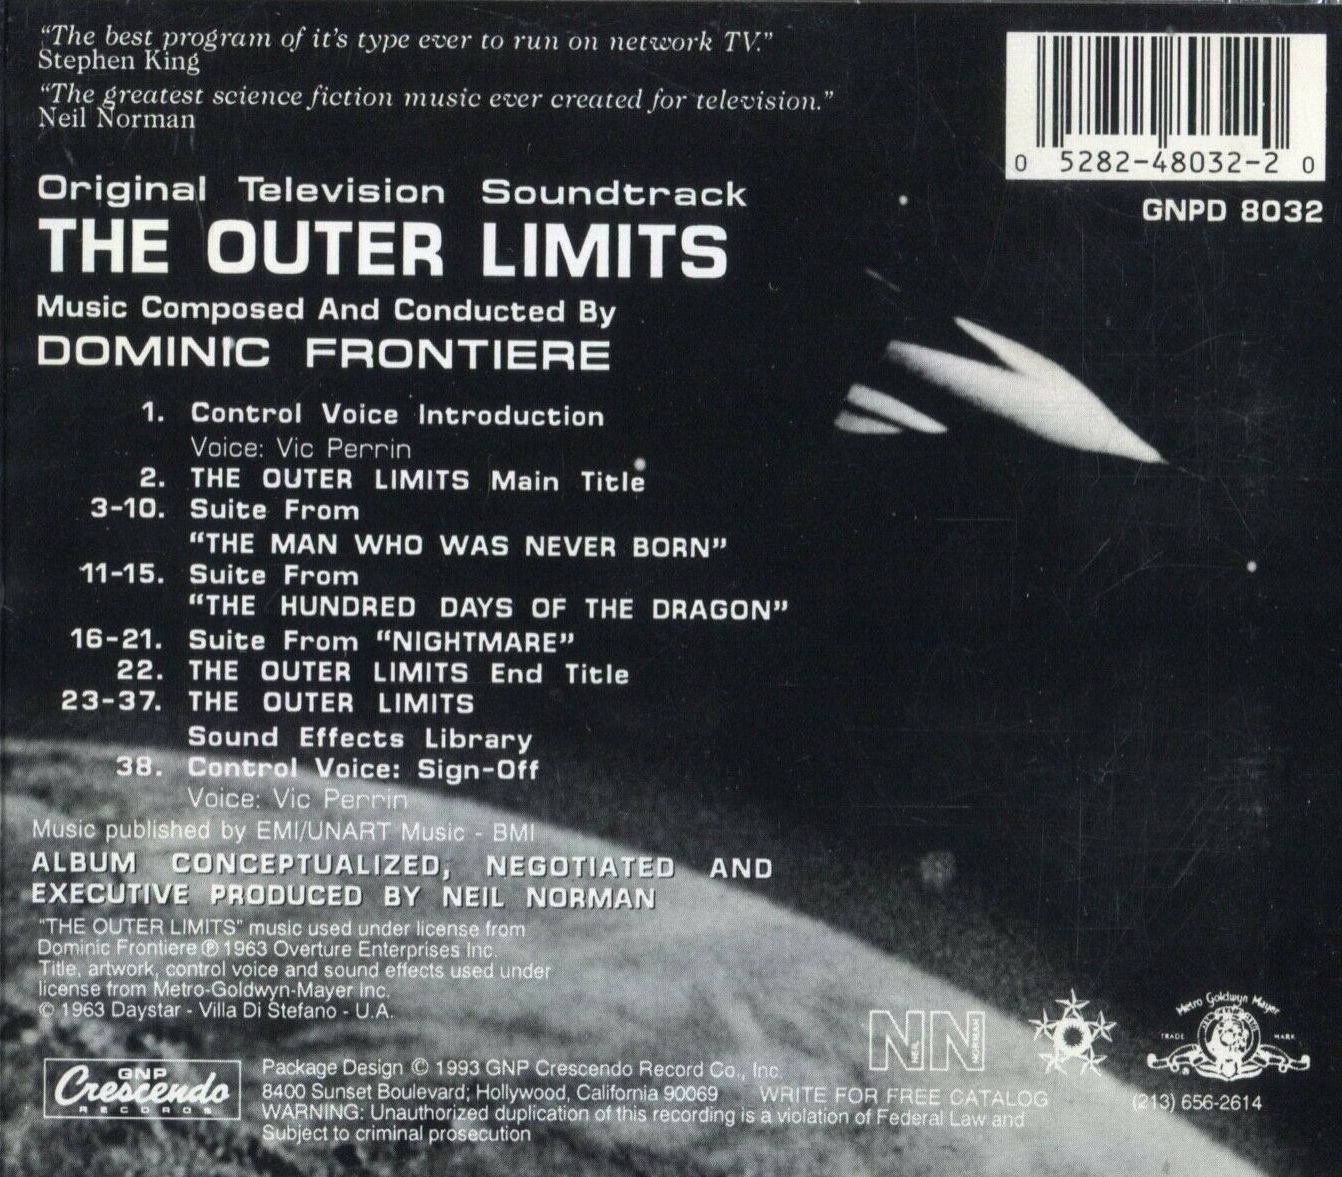 “The best program of it's type ever to run on network TV.”
Stephen King
“The greatest science fiction music ever created for television.”
Neil Norman
0 5282-48032-2 0
GNPD 8032
Original Television Soundtrack
THE OUTER LIMITS
Music Composed And Conducted By
DOMINIC FRONTIERE
1. Control Voice Introduction
Voice: Vic Perrin
2. THE OUTER LIMITS Main Title
3-10. Suite From
“THE MAN WHO WAS NEVER BORN”
11-15. Suite From
“THE HUNDRED DAYS OF THE DRAGON”
16-21. Suite From “NIGHTMARE”
22. THE OUTER LIMITS End Title
23-37. THE OUTER LIMITS
Sound Effects Library
38. Control Voice: Sign-Off
Voice: Vic Perrin
Music published by EMI/UNART Music - BMI
ALBUM CONCEPTUALIZED, NEGOTIATED AND
EXECUTIVE PRODUCED BY NEIL NORMAN
“THE OUTER LIMITS” music used under license from
Dominic Frontiere ℗ 1963 Overture Enterprises Inc.
Title, artwork, control voice and sound effects used under
license from Metro-Goldwyn-Mayer Inc.
© 1963 Daystar - Villa Di Stefano - U.A.
GNP
Crescendo
RECORDS
Package Design © 1993 GNP Crescendo Record Co., Inc.
8400 Sunset Boulevard; Hollywood, California 90069 WRITE FOR FREE CATALOG
WARNING: Unauthorized duplication of this recording is a violation of Federal Law and
Subject to criminal prosecution
NN
NEIL
NORMAN
Metro Goldwyn Mayer
TRADE MARK
®
(213) 656-2614